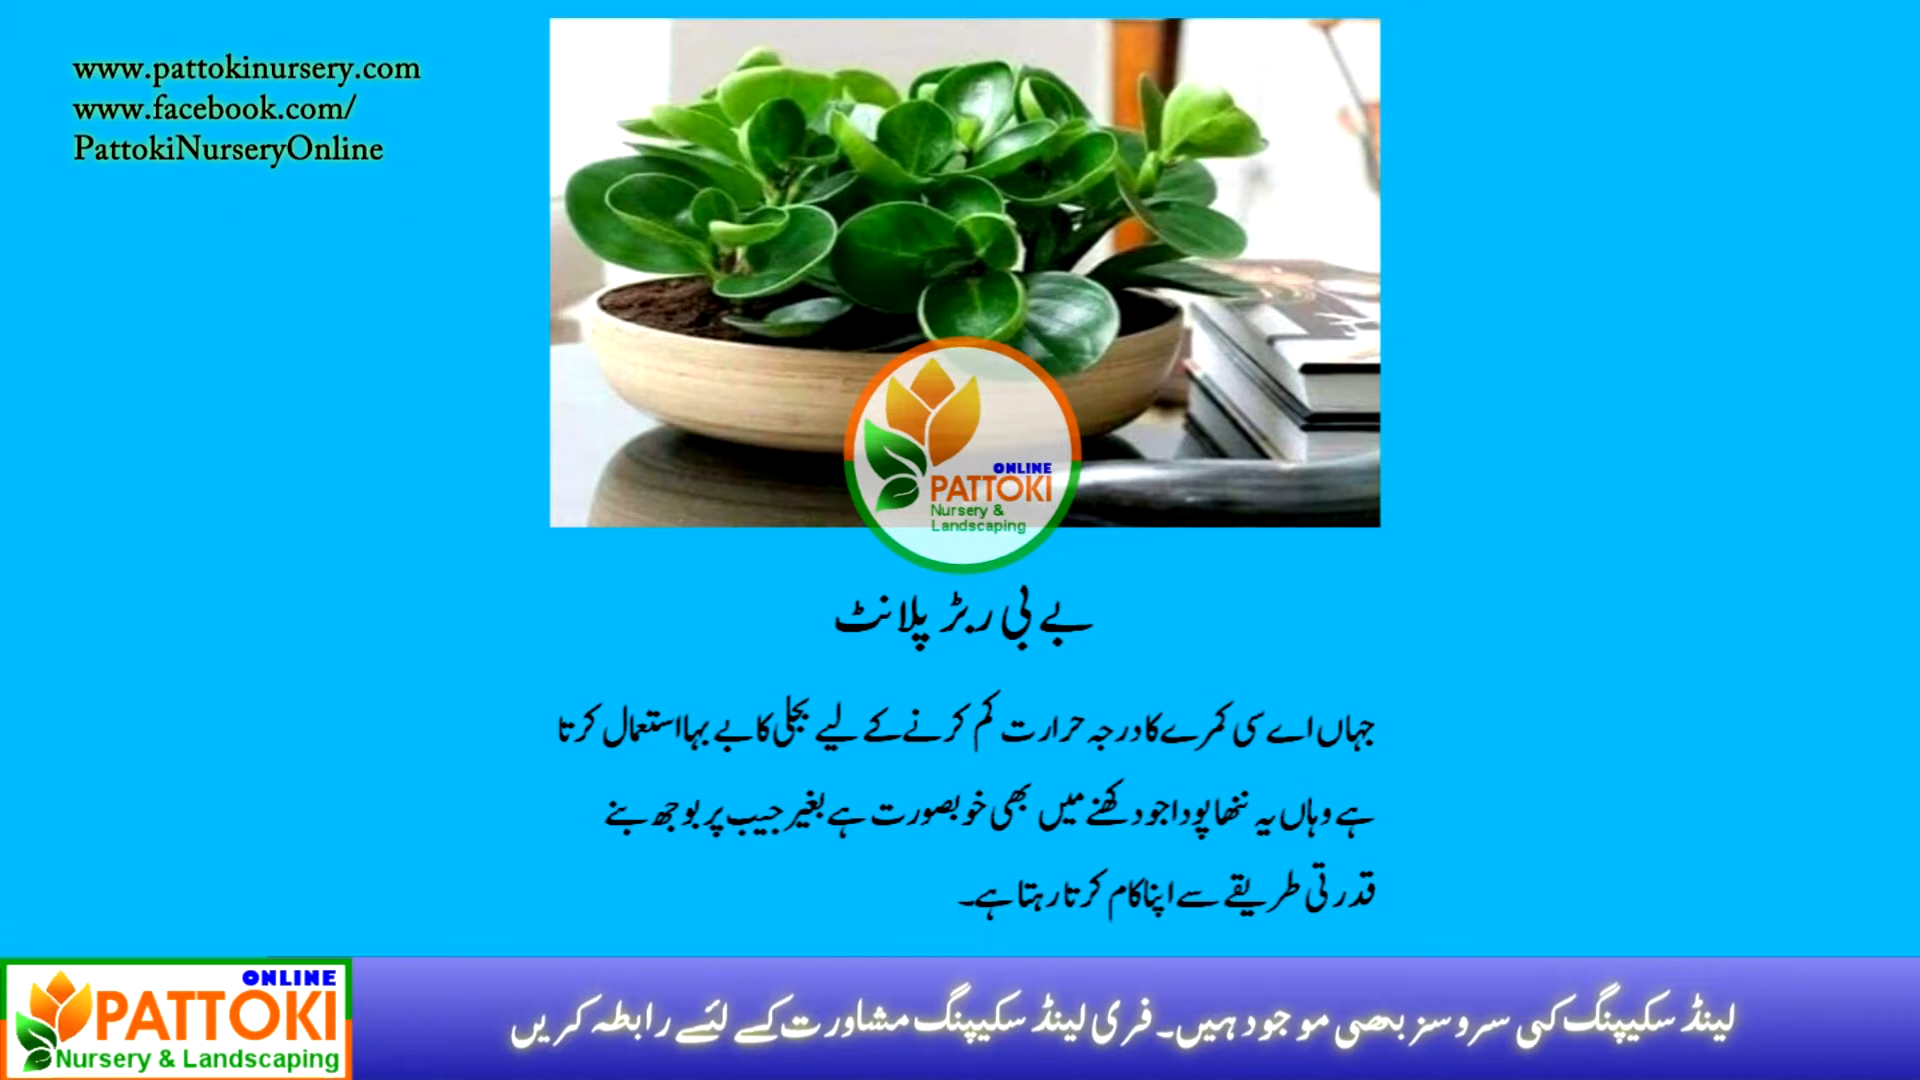 www.pattokinursery.com
www.facebook.com/
PattokiNurseryOnline
ONLINE
PATTOKI
Nursery &
Landscaping
بے بی ربڑ پلانٹ
جہاں اے سی کمرے کا درجہ حرارت کم کرنے کے لیے بجلی کا بے بہا استعمال کرتا
ہے وہاں یہ ننھا پودا جو دکھنے میں بھی خوبصورت ہے بغیر جیب پر بوجھ بنے
قدرتی طریقے سے اپنا کام کرتا رہتا ہے۔
ONLINE
PATTOKI
Nursery & Landscaping
لینڈ سکیپنگ کی سروسز بھی موجود ہیں۔ فری لینڈ سکیپنگ مشاورت کے لئے رابطہ کریں